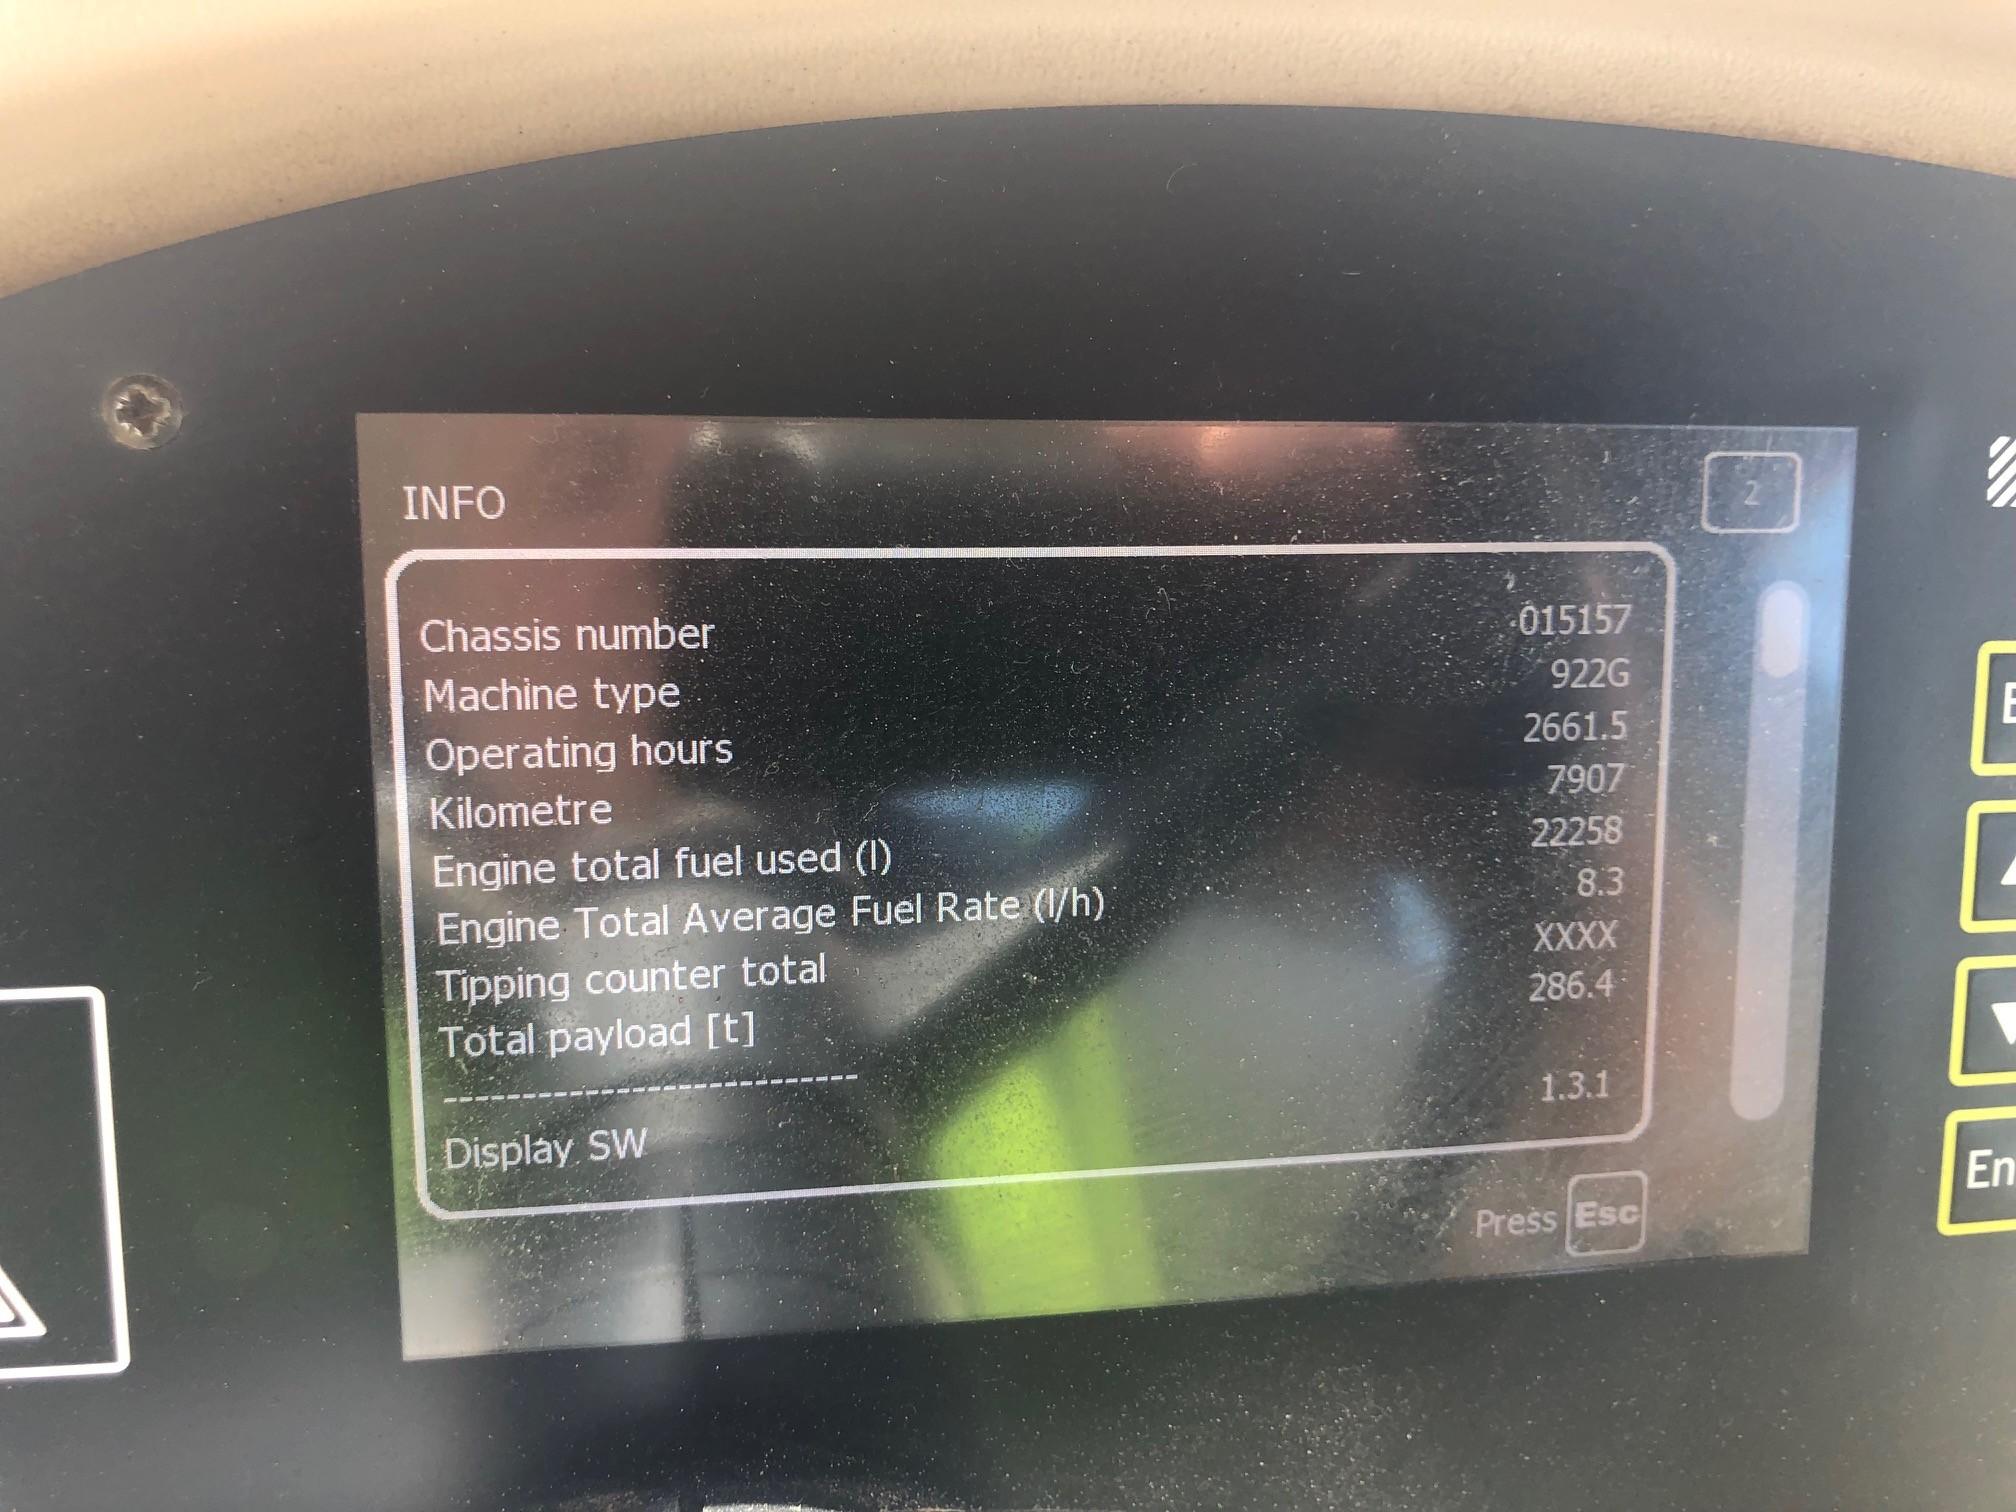 INFO
2
Chassis number 015157
Machine type 922G
Operating hours 2661.5
Kilometre 7907
Engine total fuel used (l) 22258
Engine Total Average Fuel Rate (l/h) 8.3
Tipping counter total XXXX
Total payload [t] 286.4
---------------------------
Display SW 1.3.1
Press Esc
En